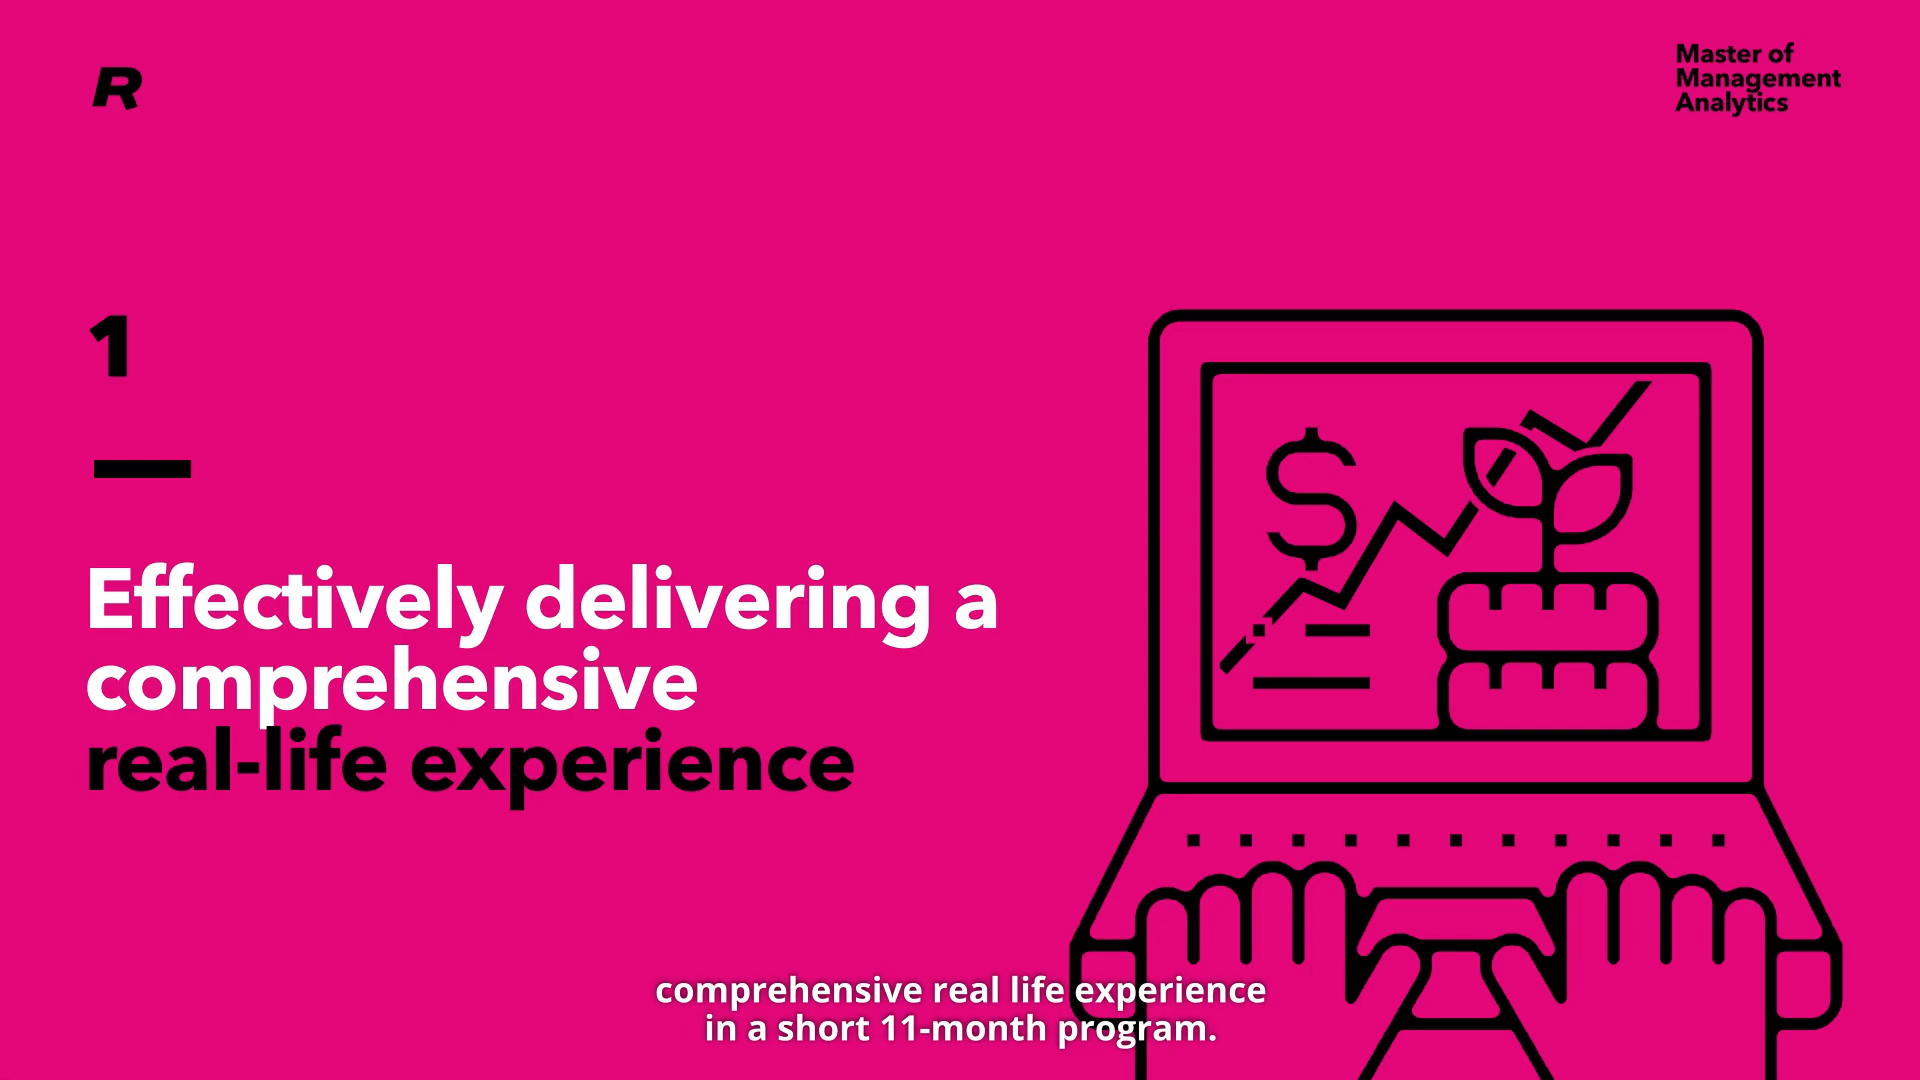 R
Master of
Management
Analytics
1
Effectively delivering a
comprehensive
real-life experience
$
comprehensive real life experience
in a short 11-month program.